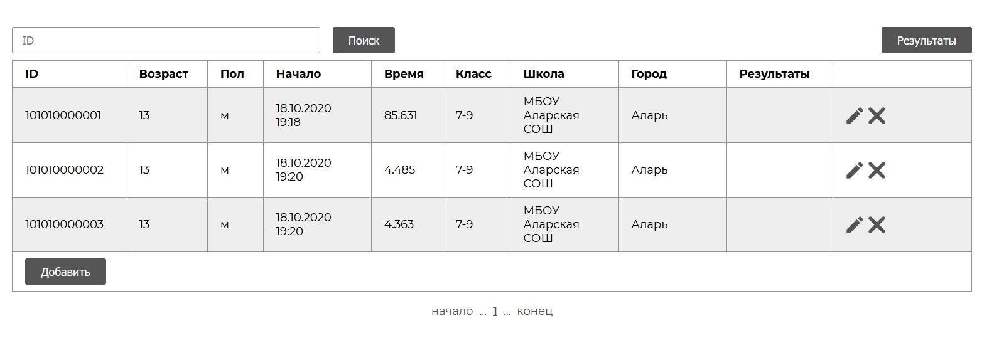 ID Поиск Результаты
ID Возраст Пол Начало Время Класс Школа Город Результаты
101010000001 13 м 18.10.2020 19:18 85.631 7-9 МБОУ Аларская СОШ Аларь
101010000002 13 м 18.10.2020 19:20 4.485 7-9 МБОУ Аларская СОШ Аларь
101010000003 13 м 18.10.2020 19:20 4.363 7-9 МБОУ Аларская СОШ Аларь
Добавить
начало ... 1 ... конец